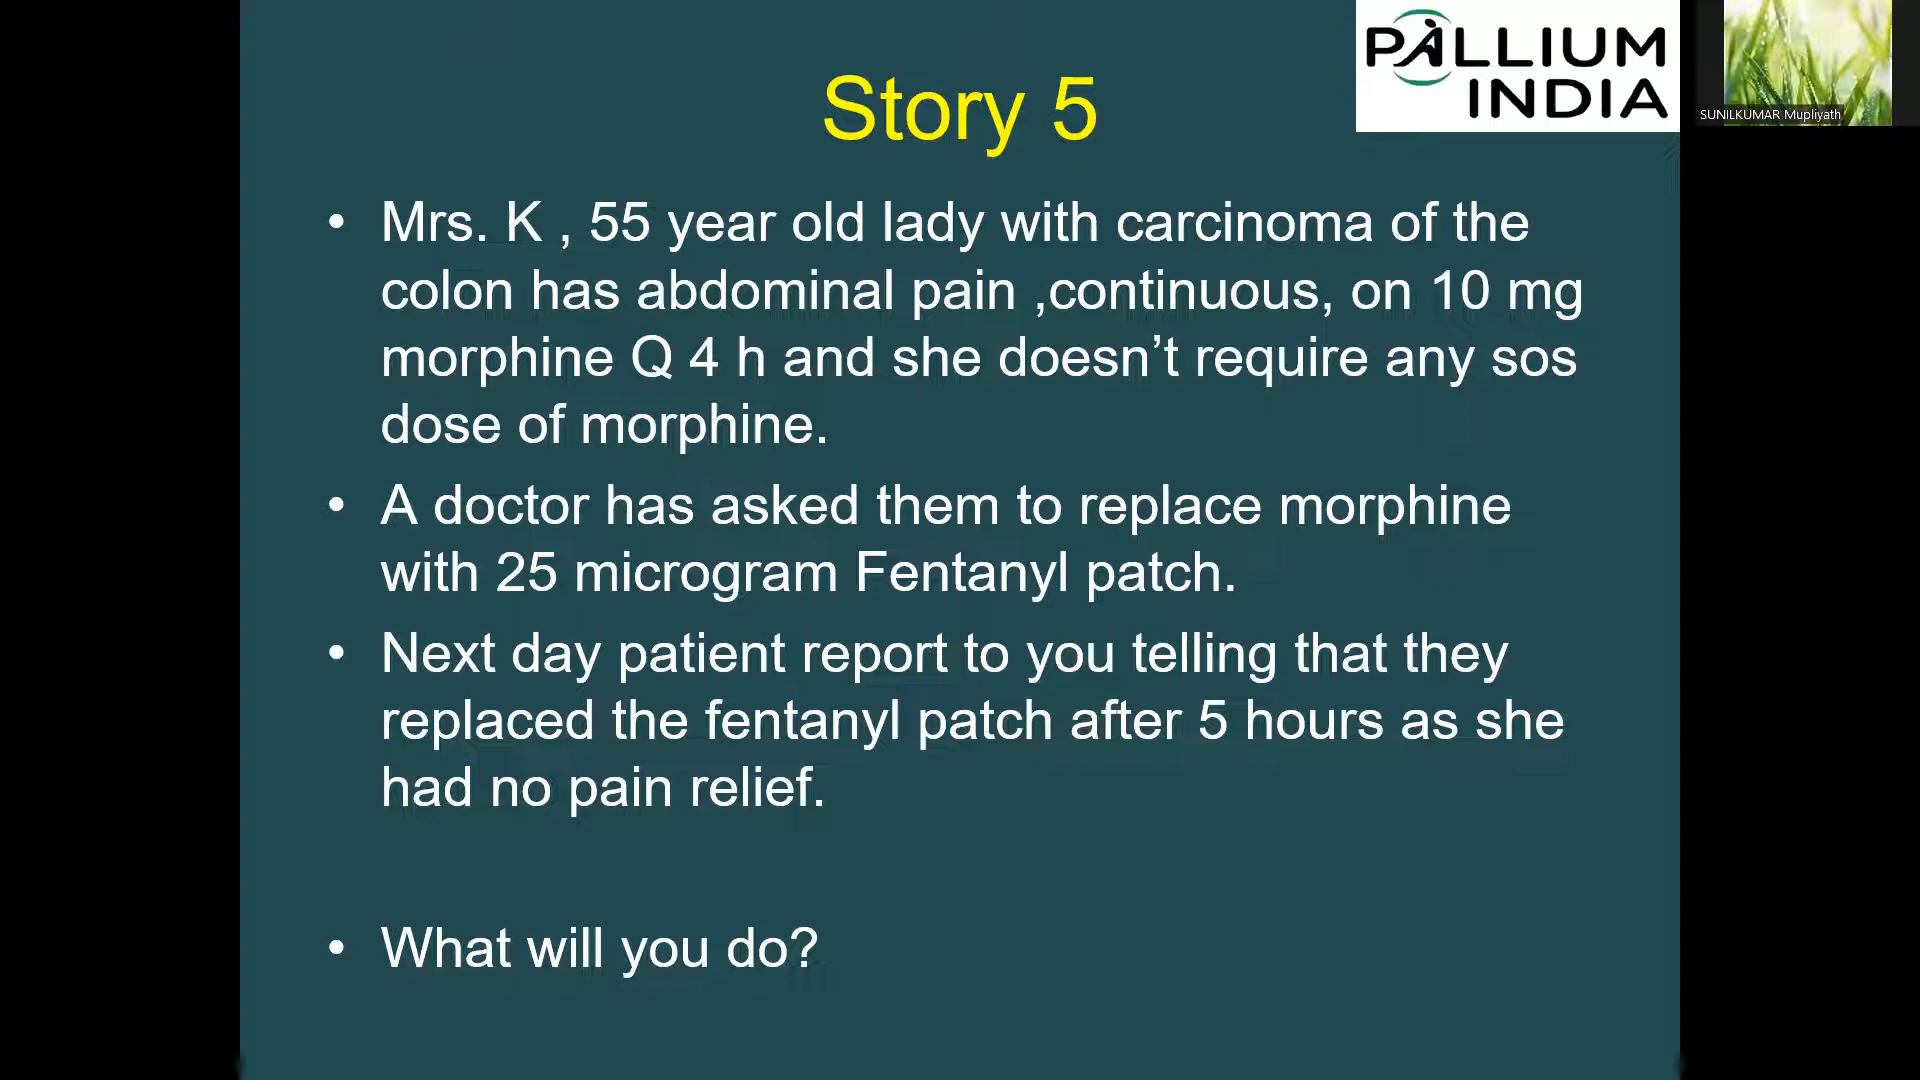 PALLIUM
INDIA
SUNILKUMAR Mupliyath
Story 5
• Mrs. K , 55 year old lady with carcinoma of the
colon has abdominal pain ,continuous, on 10 mg
morphine Q 4 h and she doesn’t require any sos
dose of morphine.
• A doctor has asked them to replace morphine
with 25 microgram Fentanyl patch.
• Next day patient report to you telling that they
replaced the fentanyl patch after 5 hours as she
had no pain relief.
• What will you do?